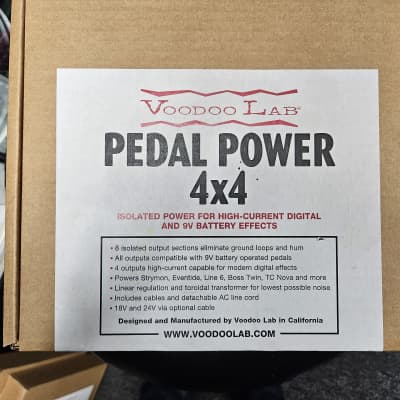 VOODOO LAB®
PEDAL POWER
4x4
ISOLATED POWER FOR HIGH-CURRENT DIGITAL
AND 9V BATTERY EFFECTS
• 8 isolated output sections eliminate ground loops and hum
• All outputs compatible with 9V battery operated pedals
• 4 outputs high-current capable for modern digital effects
• Powers Strymon, Eventide, Line 6, Boss Twin, TC Nova and more
• Linear regulation and toroidal transformer for lowest possible noise
• Includes cables and detachable AC line cord
• 18V and 24V via optional cable
Designed and Manufactured by Voodoo Lab in California
WWW.VOODOOLAB.COM